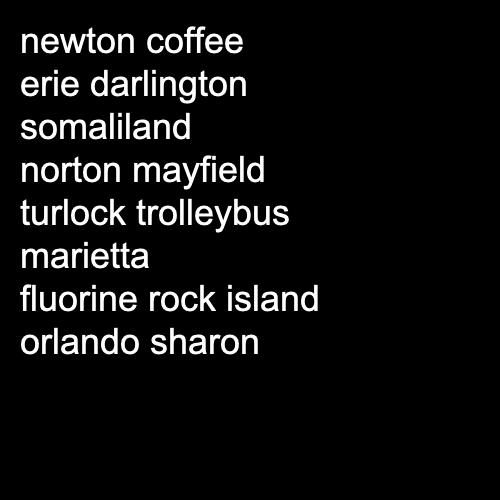 newton coffee
erie darlington
somaliland
norton mayfield
turlock trolleybus
marietta
fluorine rock island
orlando sharon